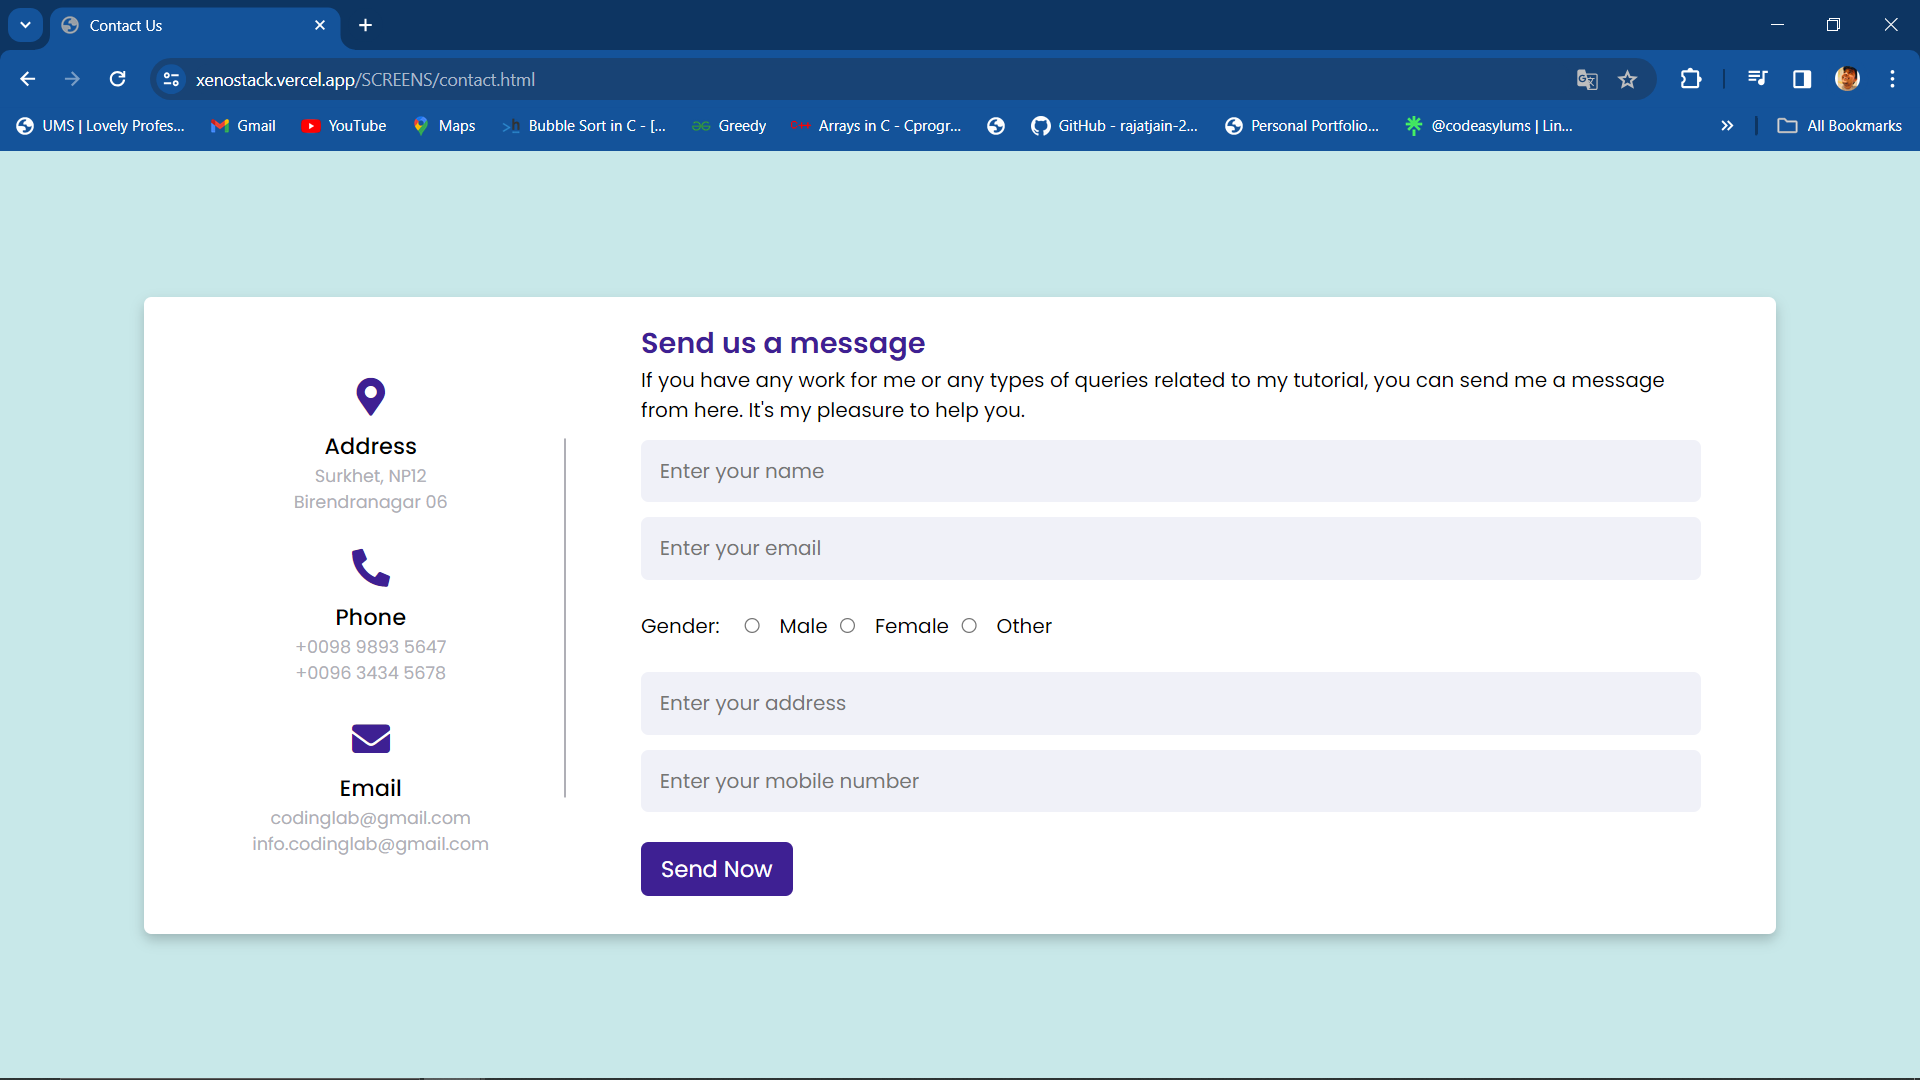 Contact Us
xenostack.vercel.app/SCREENS/contact.html
UMS | Lovely Profes...
Gmail
YouTube
Maps
Bubble Sort in C - [...
Greedy
Arrays in C - Cprogr...
GitHub - rajatjain-2...
Personal Portfolio...
@codeasylums | Lin...
All Bookmarks
Address
Surkhet, NP12
Birendranagar 06
Phone
+0098 9893 5647
+0096 3434 5678
Email
codinglab@gmail.com
info.codinglab@gmail.com
Send us a message
If you have any work for me or any types of queries related to my tutorial, you can send me a message
from here. It's my pleasure to help you.
Enter your name
Enter your email
Gender: Male Female Other
Enter your address
Enter your mobile number
Send Now